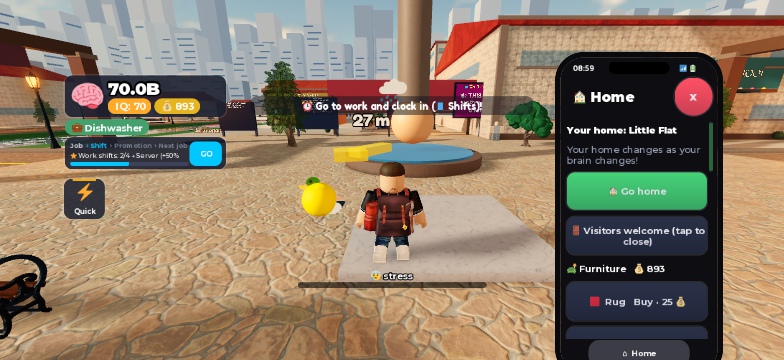 70.0B
IQ: 70 893
Dishwasher
Job › Shift › Promotion › Next job
Work shifts: 2/4 → Server (+50%
GO
Quick
Go to work and clock in (📱 Shifts)!
27 m
stress
08:59
Home
X
Your home: Little Flat
Your home changes as your
brain changes!
Go home
Visitors welcome (tap to
close)
Furniture 893
Rug Buy · 25
⌂ Home